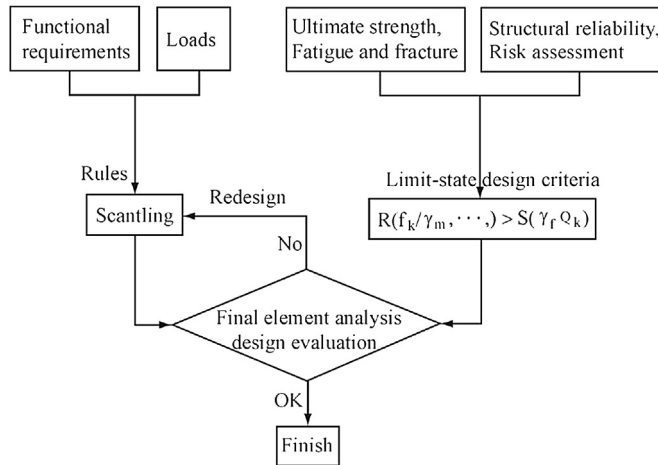 Functional
requirements
Loads
Ultimate strength,
Fatigue and fracture
Structural reliability,
Risk assessment
Rules
Limit-state design criteria
Scantling
Redesign
R(fₖ/γₘ,···,) > S(γ_f Qₖ)
No
Final element analysis
design evaluation
OK
Finish